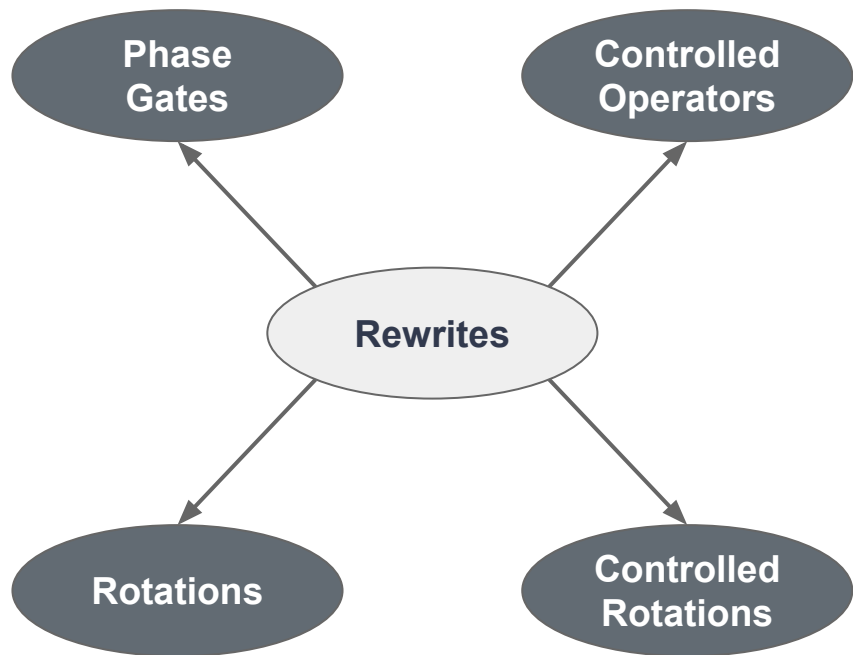 Phase
Gates
Controlled
Operators
Rewrites
Rotations
Controlled
Rotations